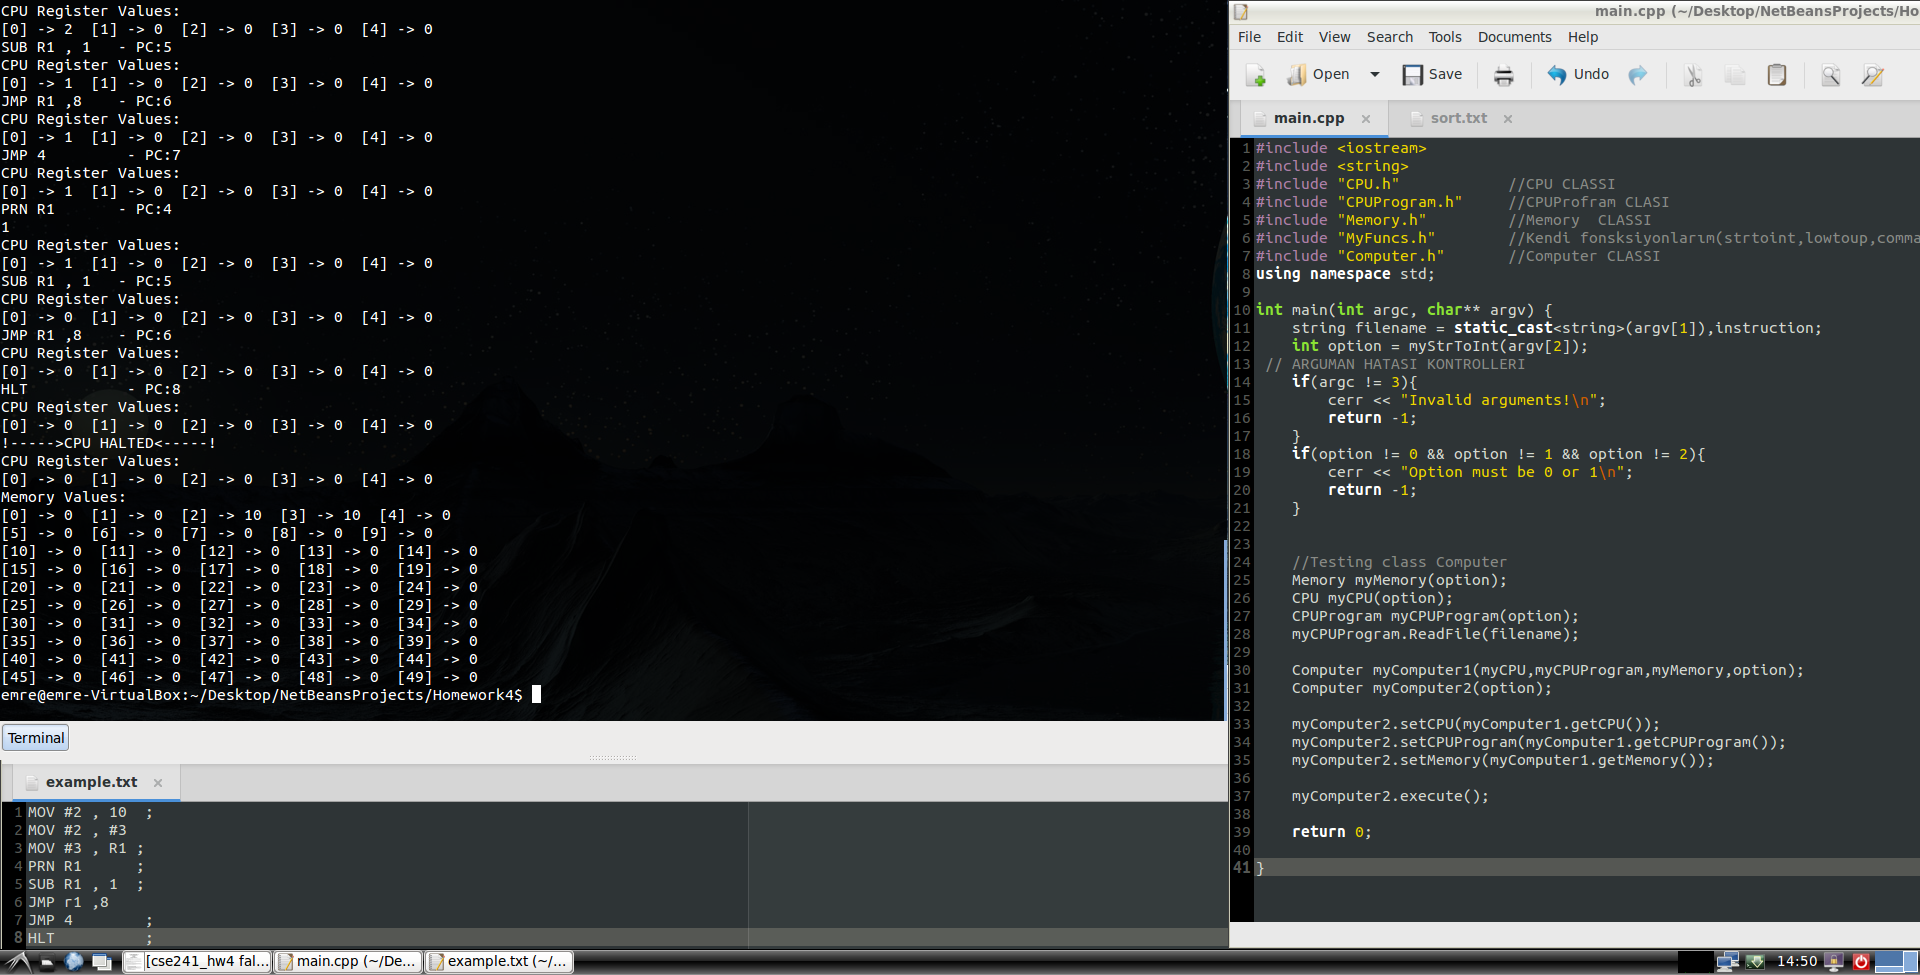 CPU Register Values:
[0] -> 2  [1] -> 0  [2] -> 0  [3] -> 0  [4] -> 0
SUB R1 , 1   - PC:5
CPU Register Values:
[0] -> 1  [1] -> 0  [2] -> 0  [3] -> 0  [4] -> 0
JMP R1 ,8    - PC:6
CPU Register Values:
[0] -> 1  [1] -> 0  [2] -> 0  [3] -> 0  [4] -> 0
JMP 4         - PC:7
CPU Register Values:
[0] -> 1  [1] -> 0  [2] -> 0  [3] -> 0  [4] -> 0
PRN R1       - PC:4
1
CPU Register Values:
[0] -> 1  [1] -> 0  [2] -> 0  [3] -> 0  [4] -> 0
SUB R1 , 1   - PC:5
CPU Register Values:
[0] -> 0  [1] -> 0  [2] -> 0  [3] -> 0  [4] -> 0
JMP R1 ,8    - PC:6
CPU Register Values:
[0] -> 0  [1] -> 0  [2] -> 0  [3] -> 0  [4] -> 0
HLT           - PC:8
CPU Register Values:
[0] -> 0  [1] -> 0  [2] -> 0  [3] -> 0  [4] -> 0
!----->CPU HALTED<-----!
CPU Register Values:
[0] -> 0  [1] -> 0  [2] -> 0  [3] -> 0  [4] -> 0
Memory Values:
[0] -> 0  [1] -> 0  [2] -> 10  [3] -> 10  [4] -> 0
[5] -> 0  [6] -> 0  [7] -> 0  [8] -> 0  [9] -> 0
[10] -> 0  [11] -> 0  [12] -> 0  [13] -> 0  [14] -> 0
[15] -> 0  [16] -> 0  [17] -> 0  [18] -> 0  [19] -> 0
[20] -> 0  [21] -> 0  [22] -> 0  [23] -> 0  [24] -> 0
[25] -> 0  [26] -> 0  [27] -> 0  [28] -> 0  [29] -> 0
[30] -> 0  [31] -> 0  [32] -> 0  [33] -> 0  [34] -> 0
[35] -> 0  [36] -> 0  [37] -> 0  [38] -> 0  [39] -> 0
[40] -> 0  [41] -> 0  [42] -> 0  [43] -> 0  [44] -> 0
[45] -> 0  [46] -> 0  [47] -> 0  [48] -> 0  [49] -> 0
emre@emre-VirtualBox:~/Desktop/NetBeansProjects/Homework4$
Terminal
example.txt ×
1 MOV #2 , 10  ;
2 MOV #2 , #3
3 MOV #3 , R1 ;
4 PRN R1      ;
5 SUB R1 , 1  ;
6 JMP r1 ,8
7 JMP 4        ;
8 HLT          ;
main.cpp (~/Desktop/NetBeansProjects/Ho
File Edit View Search Tools Documents Help
Open Save Undo
main.cpp × sort.txt ×
1 #include <iostream>
2 #include <string>
3 #include "CPU.h"            //CPU CLASSI
4 #include "CPUProgram.h"     //CPUProfram CLASI
5 #include "Memory.h"         //Memory  CLASSI
6 #include "MyFuncs.h"        //Kendi fonsksiyonlarım(strtoint,lowtoup,comma
7 #include "Computer.h"       //Computer CLASSI
8 using namespace std;
9
10 int main(int argc, char** argv) {
11     string filename = static_cast<string>(argv[1]),instruction;
12     int option = myStrToInt(argv[2]);
13  // ARGUMAN HATASI KONTROLLERI
14     if(argc != 3){
15         cerr << "Invalid arguments!\n";
16         return -1;
17     }
18     if(option != 0 && option != 1 && option != 2){
19         cerr << "Option must be 0 or 1\n";
20         return -1;
21     }
22
23
24     //Testing class Computer
25     Memory myMemory(option);
26     CPU myCPU(option);
27     CPUProgram myCPUProgram(option);
28     myCPUProgram.ReadFile(filename);
29
30     Computer myComputer1(myCPU,myCPUProgram,myMemory,option);
31     Computer myComputer2(option);
32
33     myComputer2.setCPU(myComputer1.getCPU());
34     myComputer2.setCPUProgram(myComputer1.getCPUProgram());
35     myComputer2.setMemory(myComputer1.getMemory());
36
37     myComputer2.execute();
38
39     return 0;
40
41 }
[cse241_hw4 fal... main.cpp (~/De... example.txt (~/... 14:50